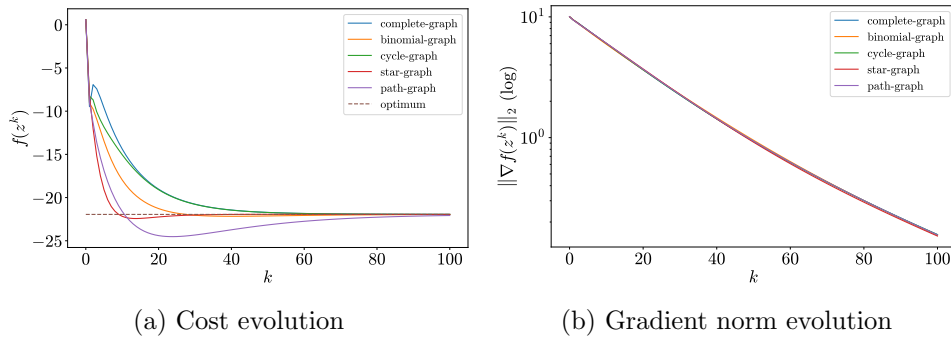 0
−5
−10
−15
−20
−25
f(z^k)
0
20
40
60
80
100
k
complete-graph
binomial-graph
cycle-graph
star-graph
path-graph
optimum
(a) Cost evolution
10^1
10^0
||∇f(z^k)||_2 (log)
0
20
40
60
80
100
k
complete-graph
binomial-graph
cycle-graph
star-graph
path-graph
(b) Gradient norm evolution